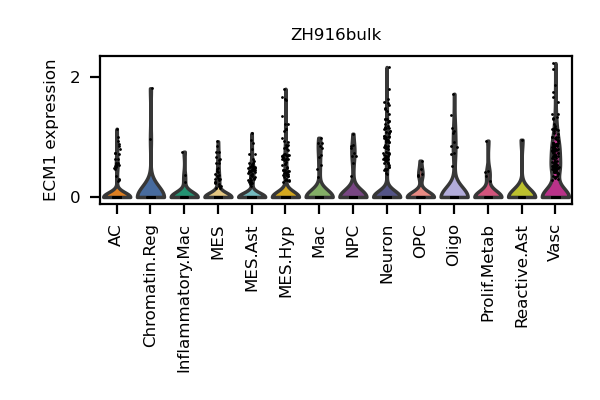 ZH916bulk
ECM1 expression
2
0
AC
Chromatin.Reg
Inflammatory.Mac
MES
MES.Ast
MES.Hyp
Mac
NPC
Neuron
OPC
Oligo
Prolif.Metab
Reactive.Ast
Vasc